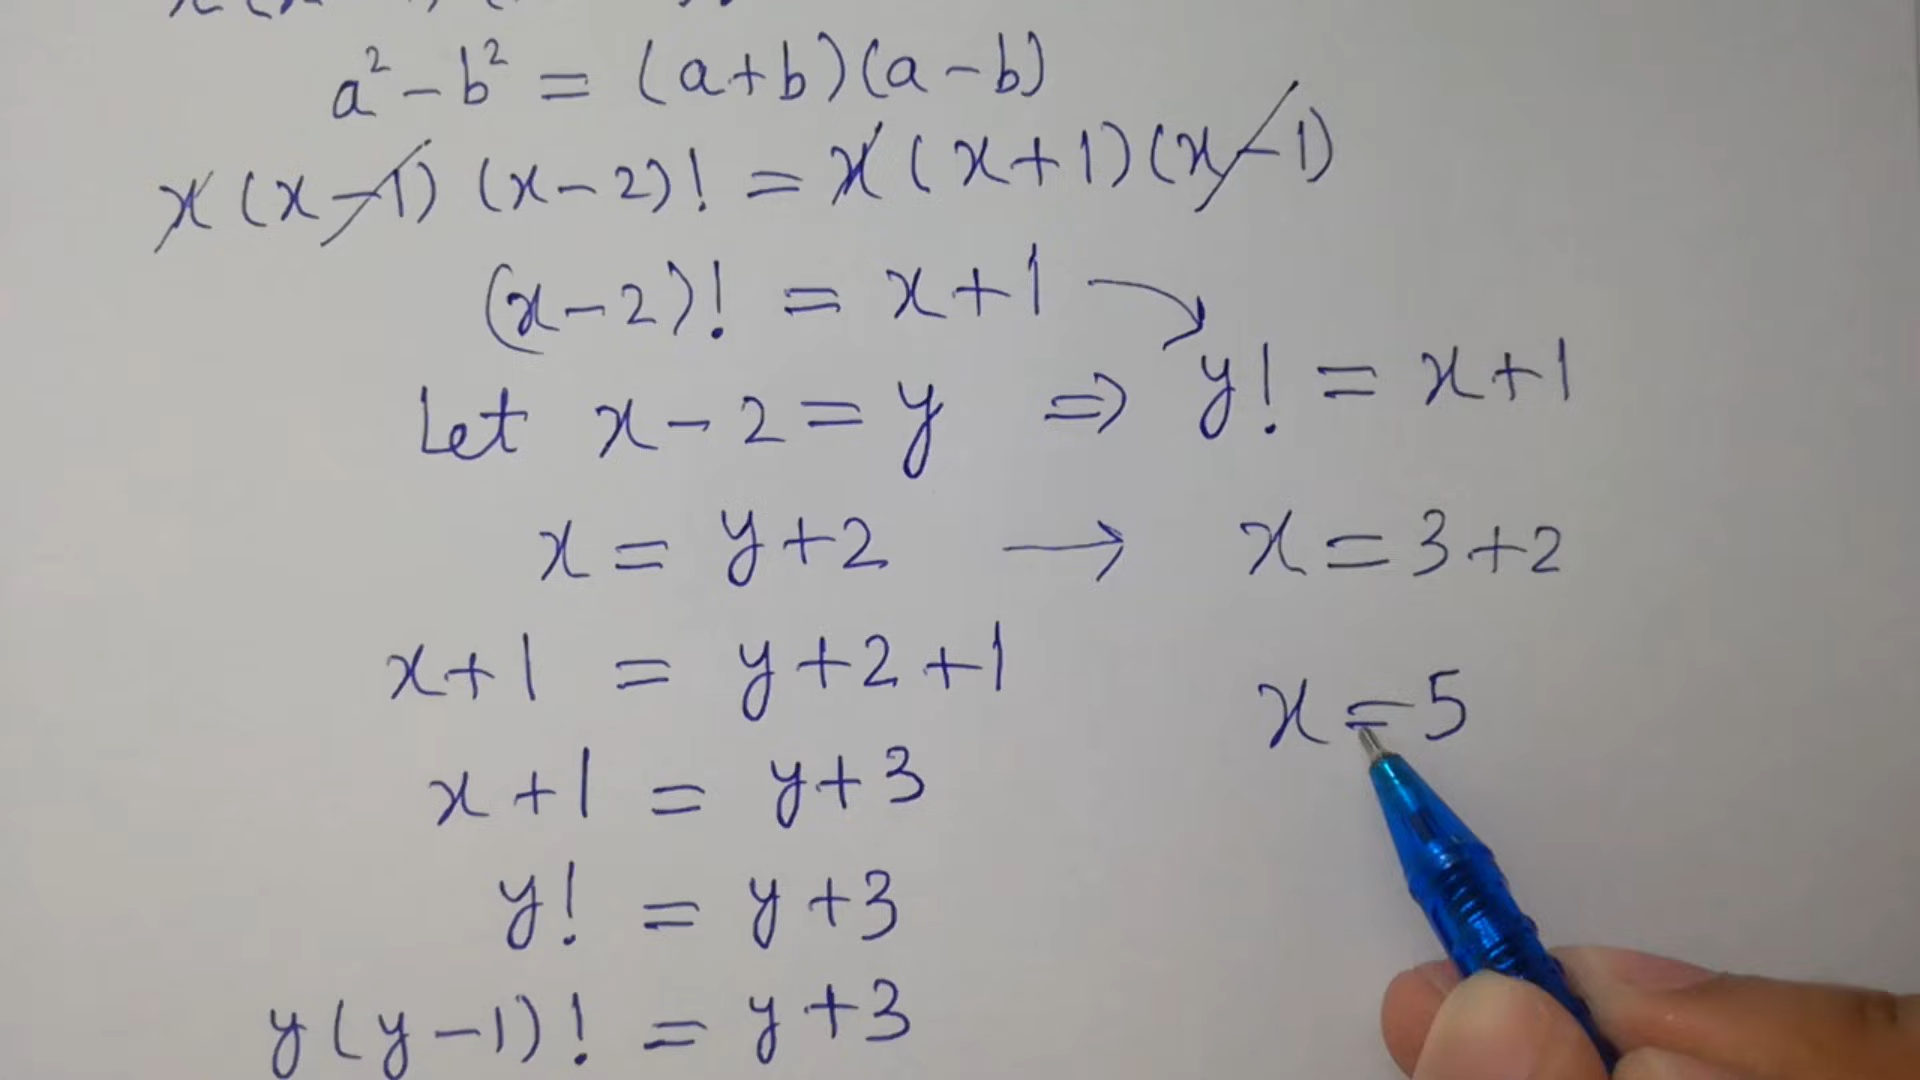 a² - b² = (a+b)(a-b)
x(x-1)(x-2)! = x(x+1)(x-1)
(x-2)! = x+1
Let x-2=y ⇒ y! = x+1
x = y+2 → x=3+2
x+1 = y+2+1
x=5
x+1 = y+3
y! = y+3
y(y-1)! = y+3